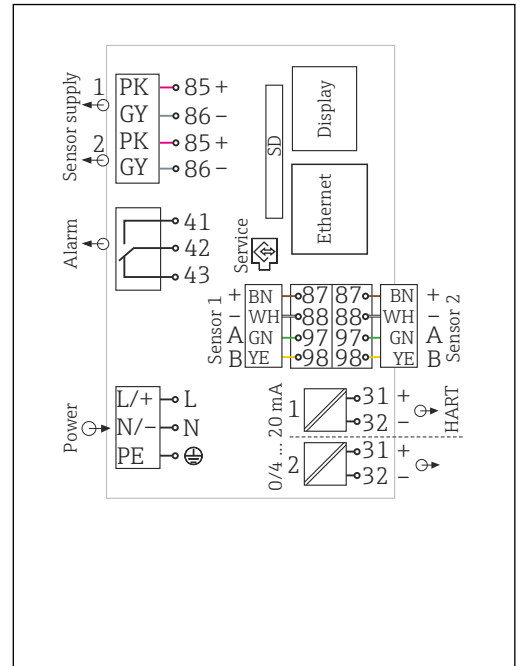 Sensor supply
1 PK 85 +
GY 86 −
2 PK 85 +
GY 86 −
Display
SD
Ethernet
Alarm
41
42
43
Service
Sensor 1
+ BN 87 87 BN +
− WH 88 88 WH −
A GN 97 97 GN A
B YE 98 98 YE B
Sensor 2
Power
L/+ L
N/− N
PE
0/4 ... 20 mA
1 31 +
32 −
HART
2 31 +
32 −